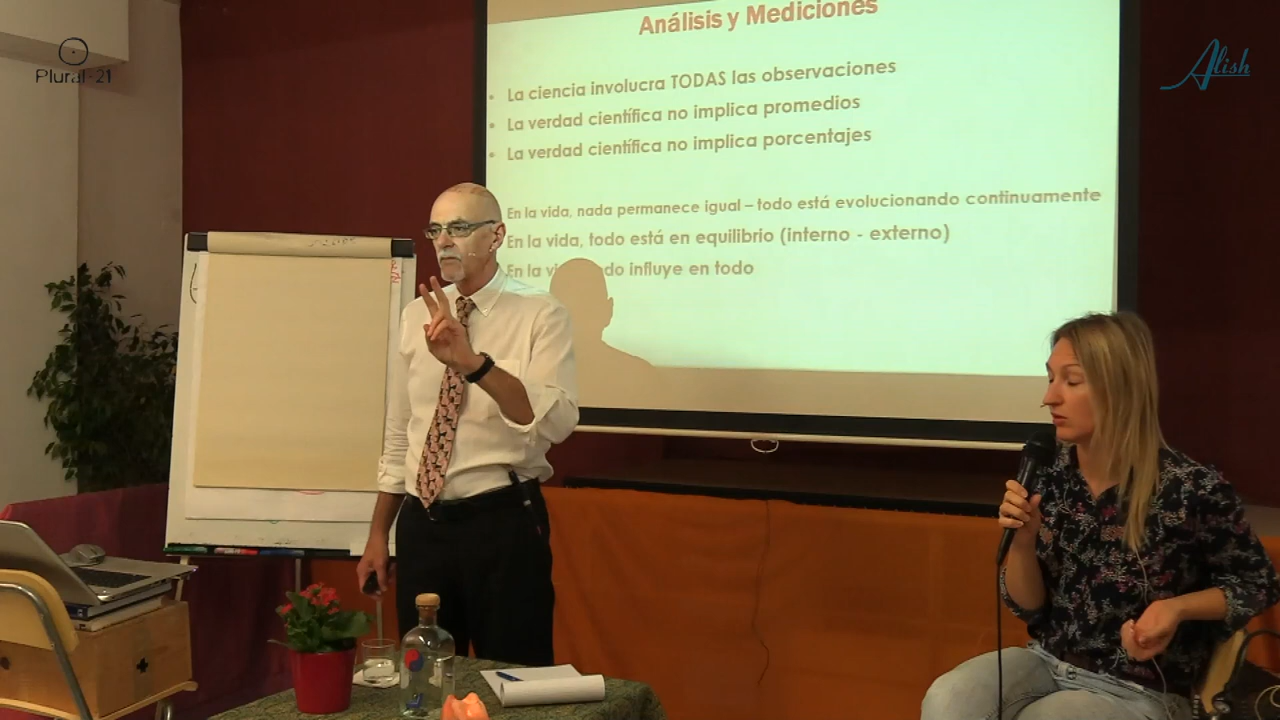 Plural-21
Alish
Análisis y Mediciones
• La ciencia involucra TODAS las observaciones
• La verdad científica no implica promedios
• La verdad científica no implica porcentajes
En la vida, nada permanece igual – todo está evolucionando continuamente
En la vida, todo está en equilibrio (interno - externo)
En la vi do influye en todo